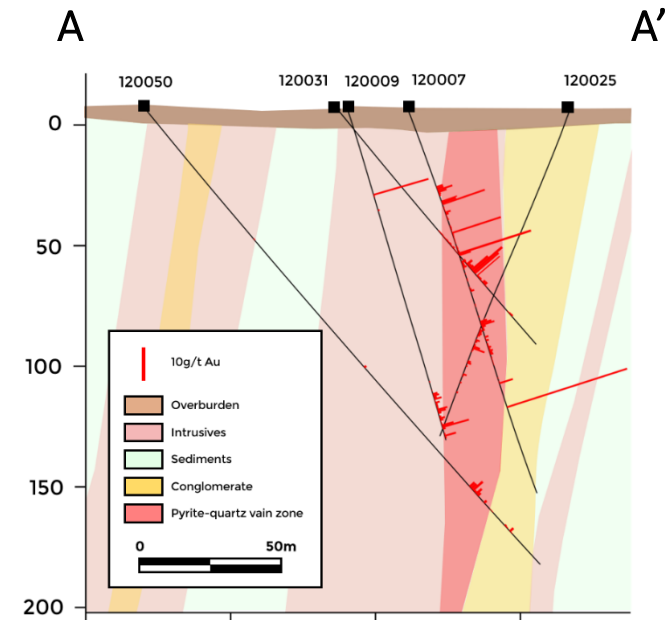 A A’
120050 120031 120009 120007 120025
0
50
100
150
200
10g/t Au
Overburden
Intrusives
Sediments
Conglomerate
Pyrite-quartz vain zone
0 50m